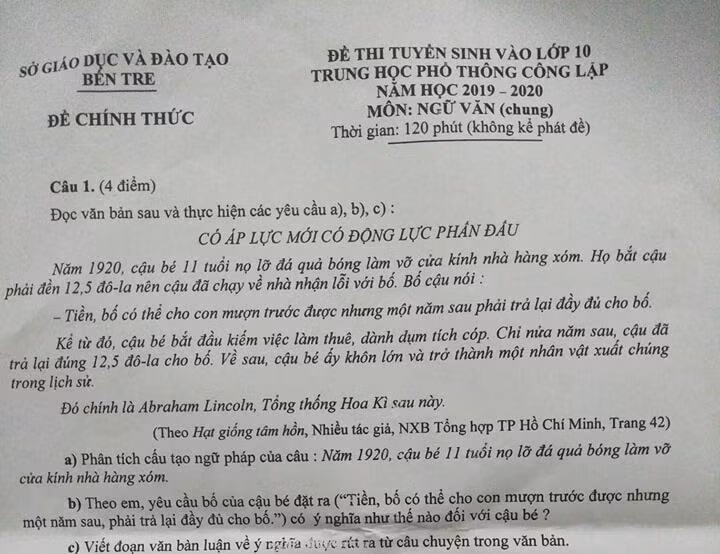 SỞ GIÁO DỤC VÀ ĐÀO TẠO
BẾN TRE
ĐỀ CHÍNH THỨC
ĐỀ THI TUYỂN SINH VÀO LỚP 10
TRUNG HỌC PHỔ THÔNG CÔNG LẬP
NĂM HỌC 2019 – 2020
MÔN: NGỮ VĂN (chung)
Thời gian: 120 phút (không kể phát đề)
Câu 1. (4 điểm)
Đọc văn bản sau và thực hiện các yêu cầu a), b), c) :
CÓ ÁP LỰC MỚI CÓ ĐỘNG LỰC PHẤN ĐẤU
Năm 1920, cậu bé 11 tuổi nọ lỡ đá quả bóng làm vỡ cửa kính nhà hàng xóm. Họ bắt cậu
phải đền 12,5 đô-la nên cậu đã chạy về nhà nhận lỗi với bố. Bố cậu nói :
– Tiền, bố có thể cho con mượn trước được nhưng một năm sau phải trả lại đầy đủ cho bố.
Kể từ đó, cậu bé bắt đầu kiếm việc làm thuê, dành dụm tích cóp. Chỉ nửa năm sau, cậu đã
trả lại đúng 12,5 đô-la cho bố. Về sau, cậu bé ấy khôn lớn và trở thành một nhân vật xuất chúng
trong lịch sử.
Đó chính là Abraham Lincoln, Tổng thống Hoa Kì sau này.
(Theo Hạt giống tâm hồn, Nhiều tác giả, NXB Tổng hợp TP Hồ Chí Minh, Trang 42)
a) Phân tích cấu tạo ngữ pháp của câu : Năm 1920, cậu bé 11 tuổi nọ lỡ đá quả bóng làm vỡ
cửa kính nhà hàng xóm.
b) Theo em, yêu cầu bố của cậu bé đặt ra (“Tiền, bố có thể cho con mượn trước được nhưng
một năm sau, phải trả lại đầy đủ cho bố.”) có ý nghĩa như thế nào đối với cậu bé ?
c) Viết đoạn văn bàn luận về ý nghĩa được rút ra từ câu chuyện trong văn bản.